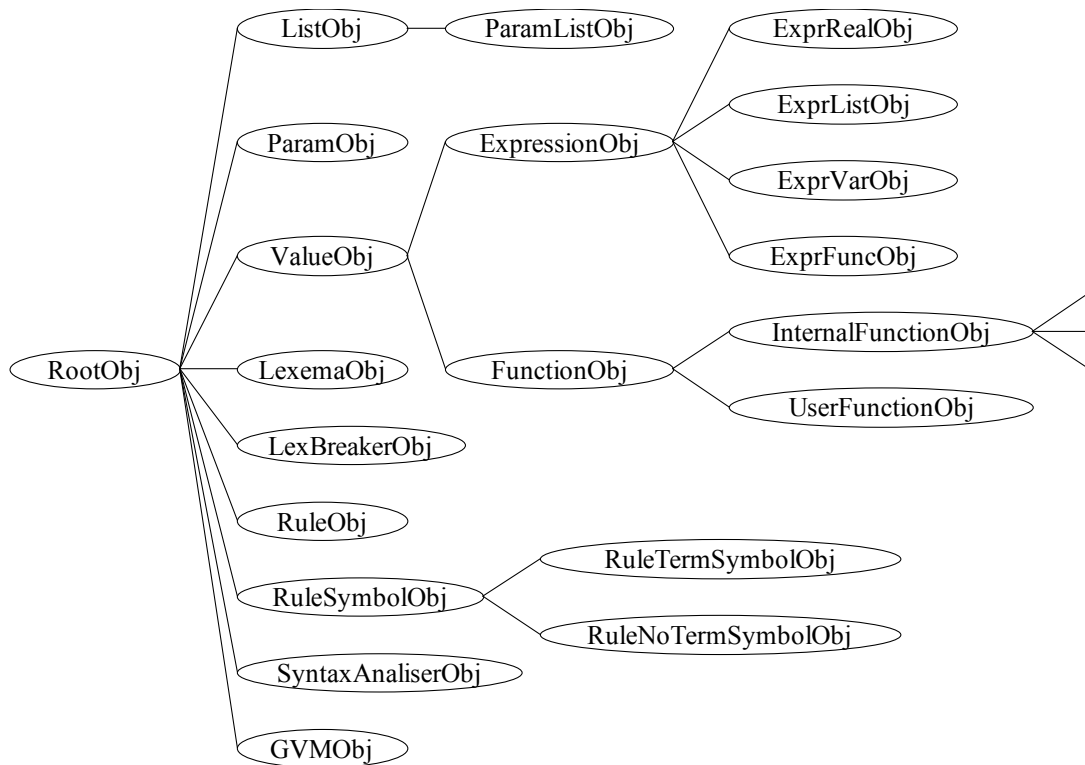 ListObj
ParamListObj
ExprRealObj
ExprListObj
ParamObj
ExpressionObj
ExprVarObj
ValueObj
ExprFuncObj
InternalFunctionObj
RootObj
LexemaObj
FunctionObj
UserFunctionObj
LexBreakerObj
RuleObj
RuleTermSymbolObj
RuleSymbolObj
RuleNoTermSymbolObj
SyntaxAnaliserObj
GVMObj